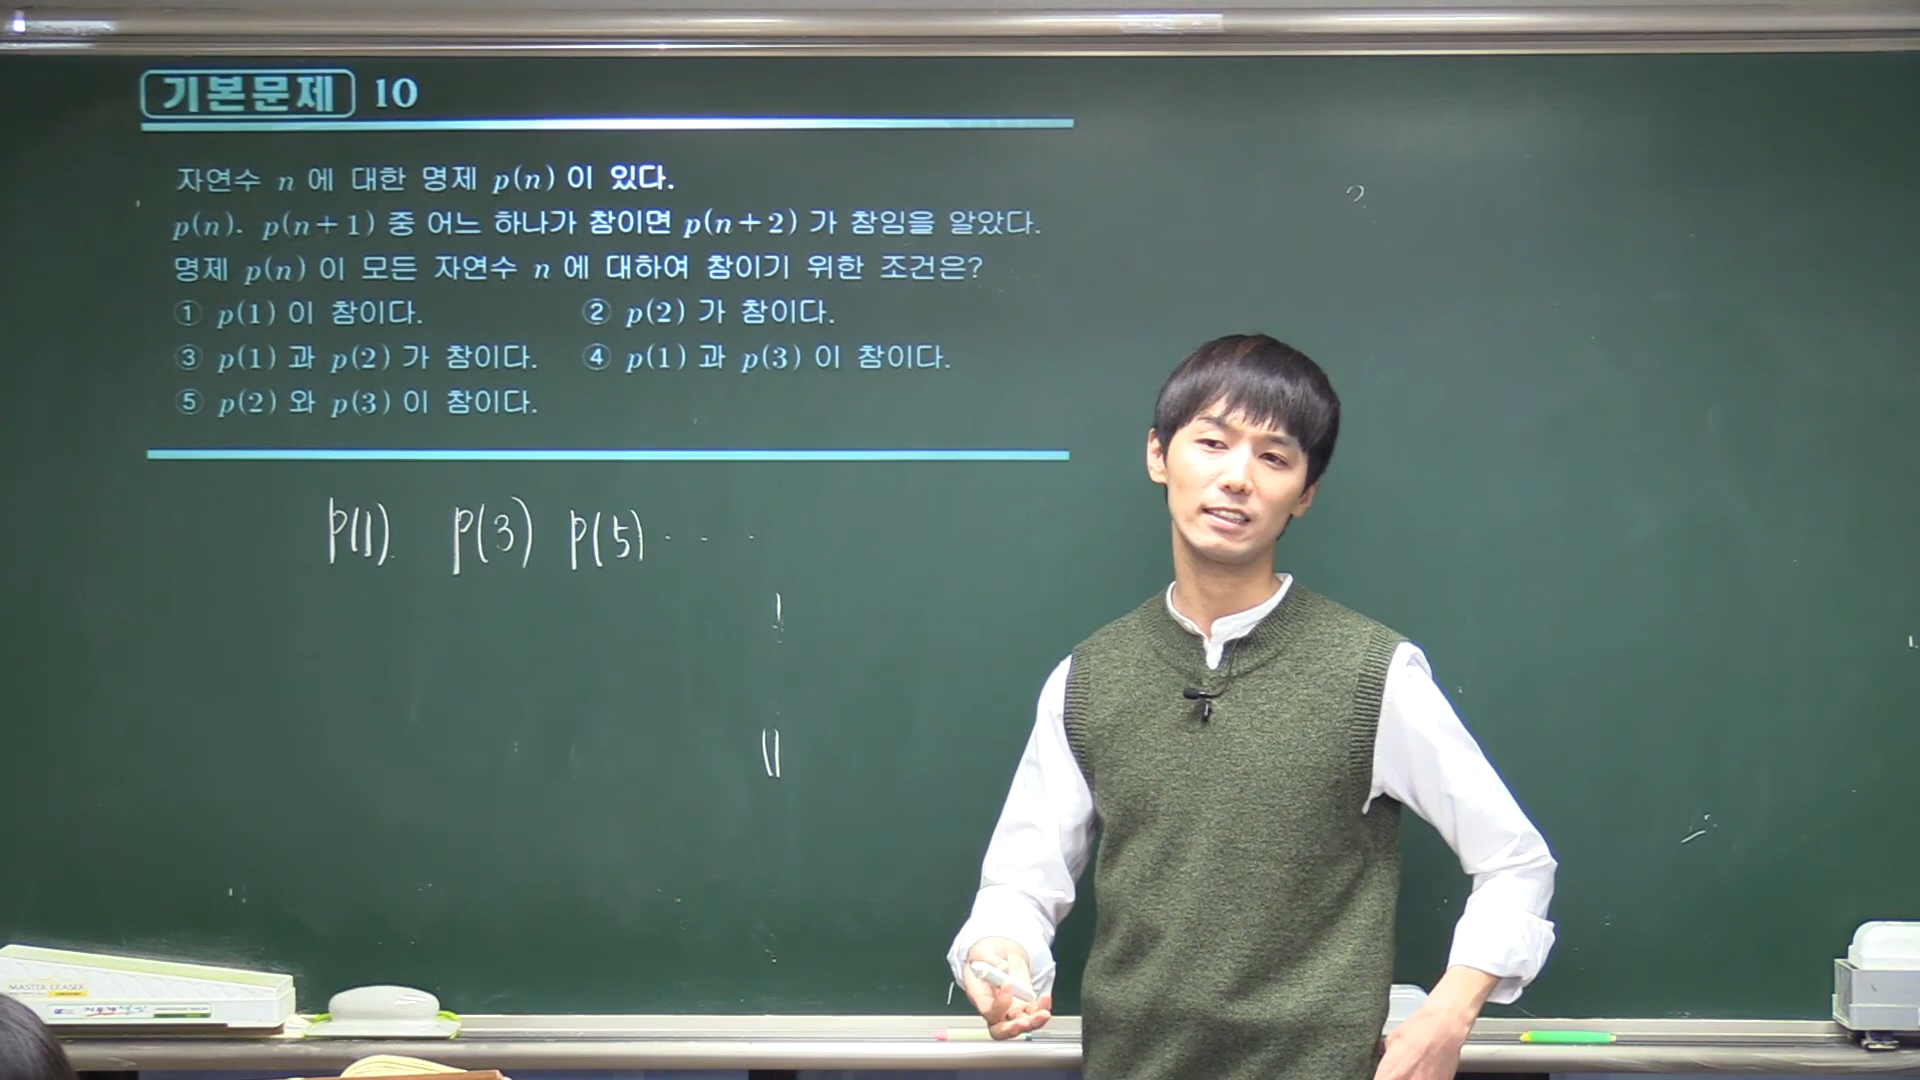 기본문제 10
자연수 n 에 대한 명제 p(n) 이 있다.
p(n), p(n+1) 중 어느 하나가 참이면 p(n+2) 가 참임을 알았다.
명제 p(n) 이 모든 자연수 n 에 대하여 참이기 위한 조건은?
① p(1) 이 참이다. ② p(2) 가 참이다.
③ p(1) 과 p(2) 가 참이다. ④ p(1) 과 p(3) 이 참이다.
⑤ p(2) 와 p(3) 이 참이다.
p(1). p(3) p(5) · · ·
MASTER ERASER